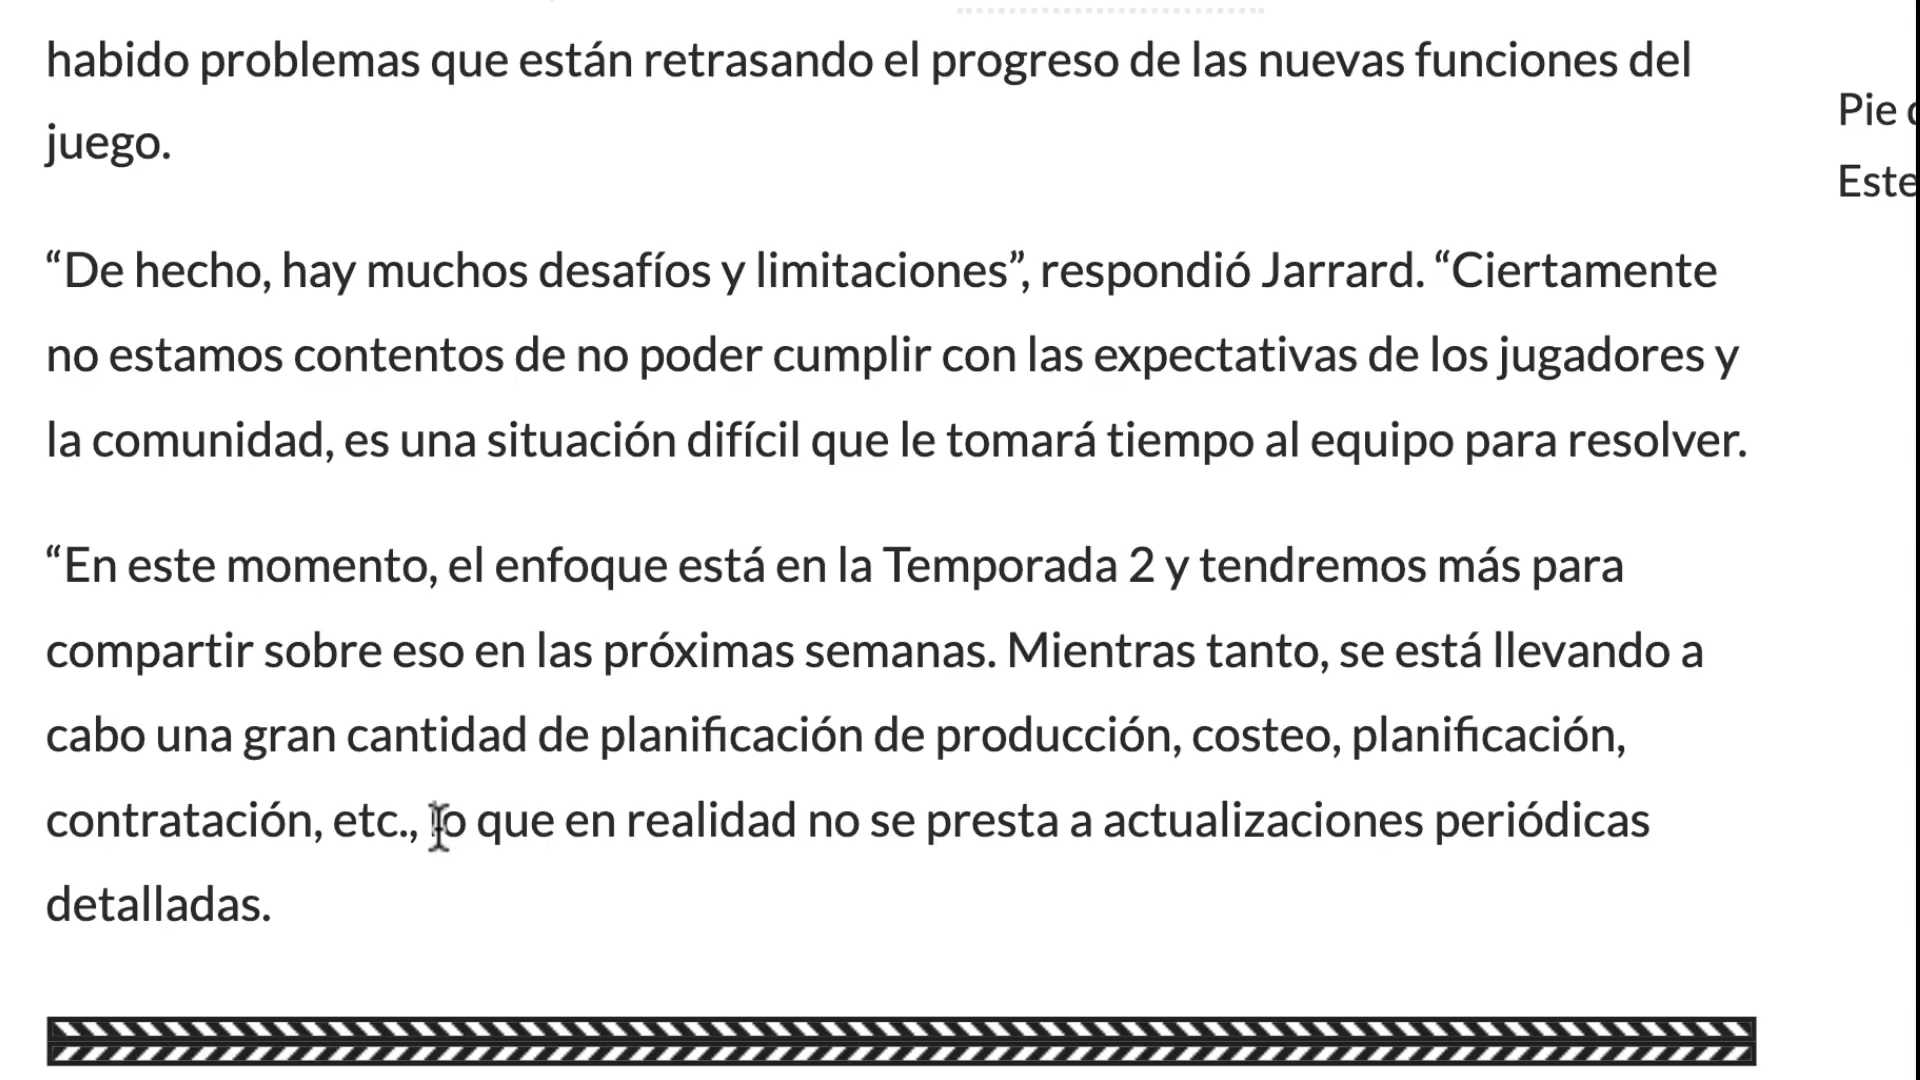 habido problemas que están retrasando el progreso de las nuevas funciones del
juego.
“De hecho, hay muchos desafíos y limitaciones”, respondió Jarrard. “Ciertamente
no estamos contentos de no poder cumplir con las expectativas de los jugadores y
la comunidad, es una situación difícil que le tomará tiempo al equipo para resolver.
“En este momento, el enfoque está en la Temporada 2 y tendremos más para
compartir sobre eso en las próximas semanas. Mientras tanto, se está llevando a
cabo una gran cantidad de planificación de producción, costeo, planificación,
contratación, etc., lo que en realidad no se presta a actualizaciones periódicas
detalladas.
Pie
Este